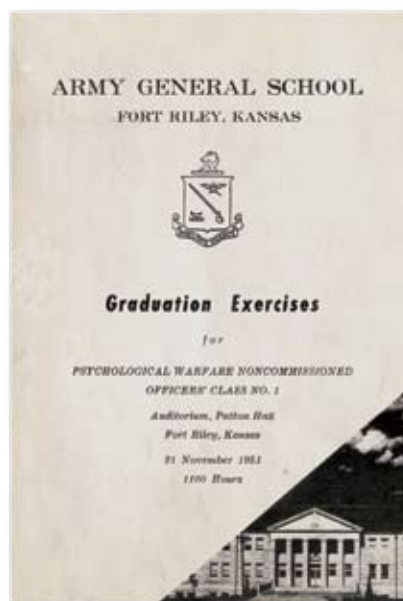 ARMY GENERAL SCHOOL
FORT RILEY, KANSAS
Graduation Exercises
for
PSYCHOLOGICAL WARFARE NONCOMMISSIONED
OFFICERS' CLASS NO. 1
Auditorium, Patton Hall
Fort Riley, Kansas
21 November 1951
1100 Hours